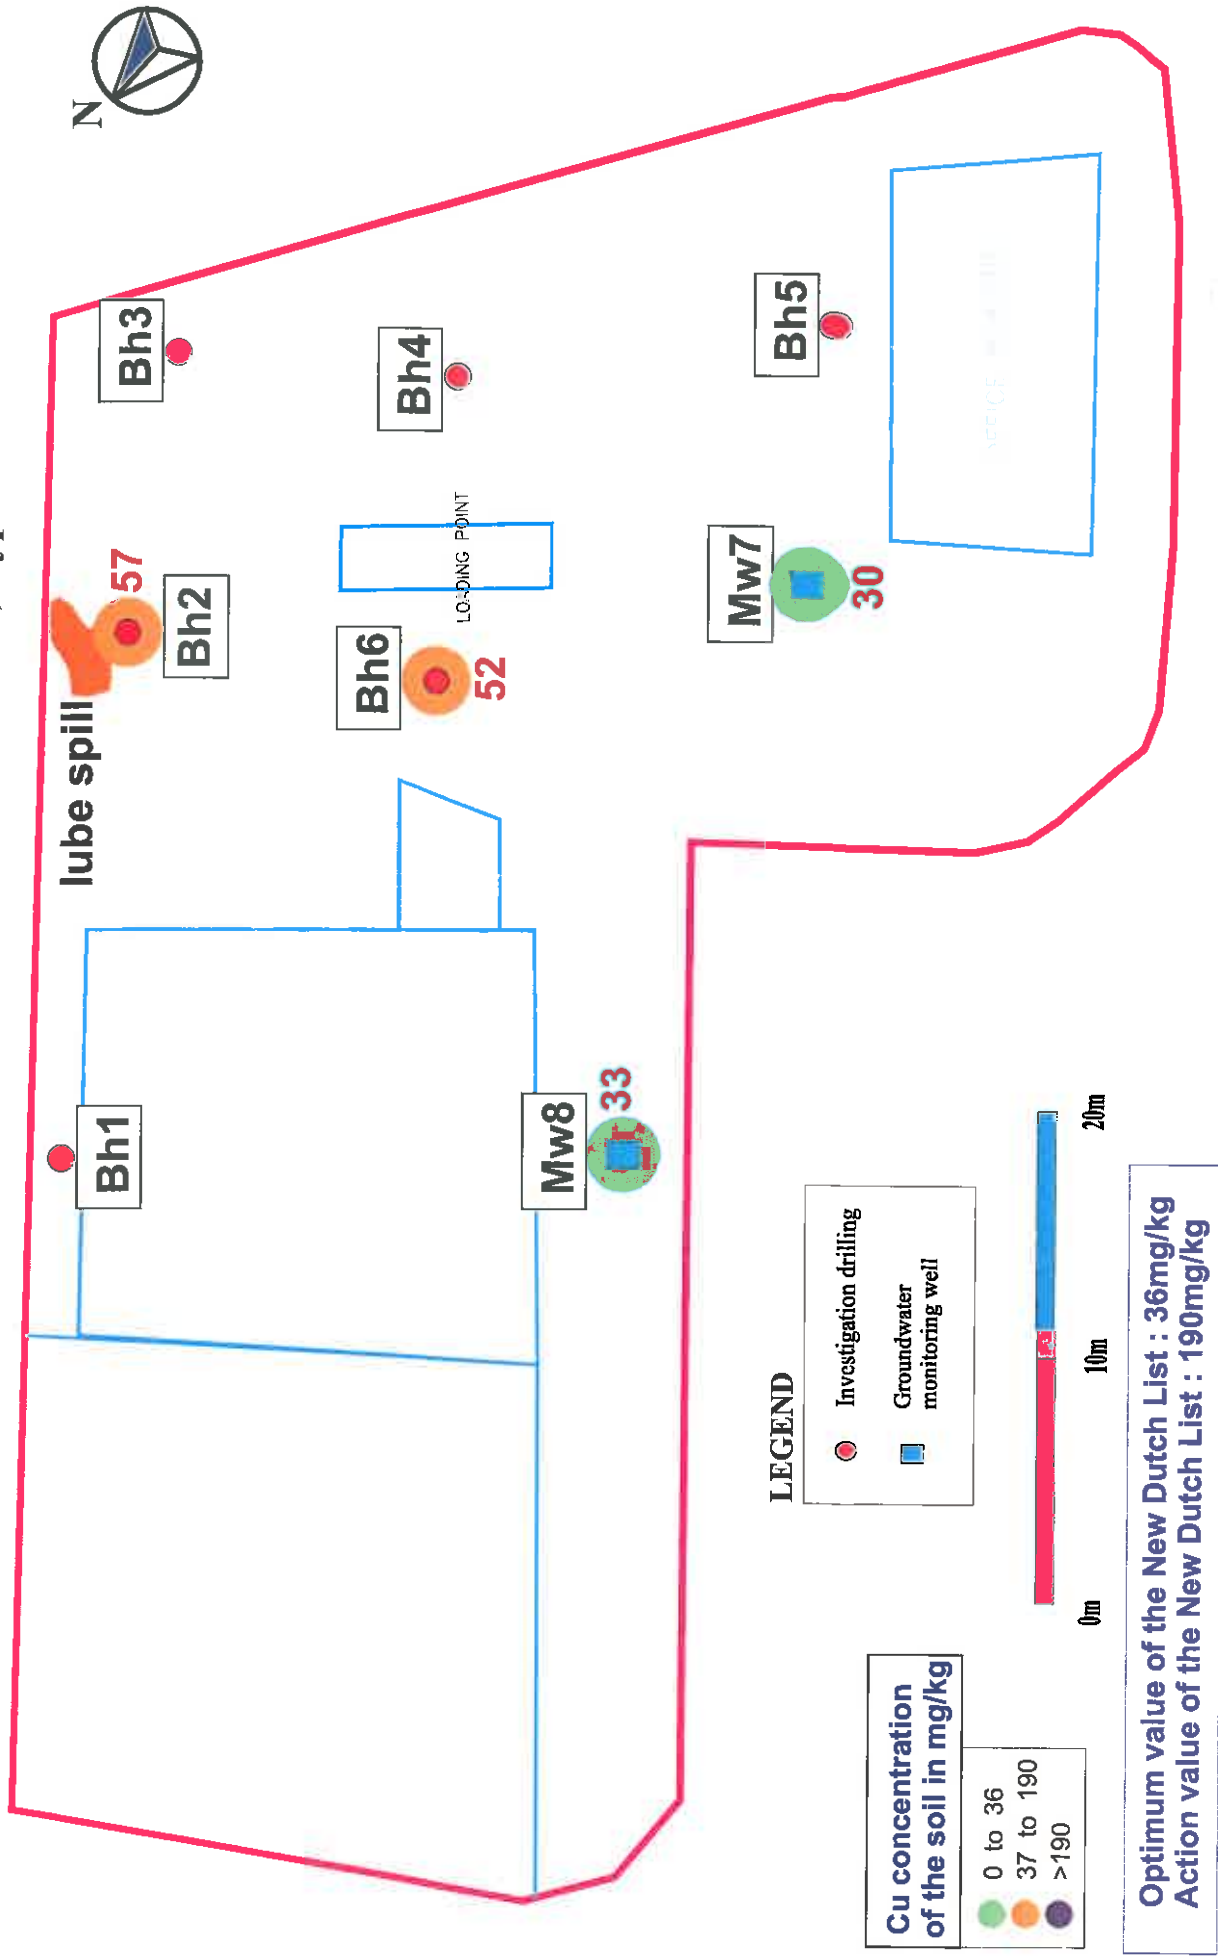 N
lube spill
57
Bh2
Bh3
Bh1
Bh6
52
LOADING POINT
Bh4
Mw8
33
Mw7
30
Bh5
LEGEND
Investigation drilling
Groundwater
monitoring well
Cu concentration
of the soil in mg/kg
0 to 36
37 to 190
>190
0m
10m
20m
Optimum value of the New Dutch List : 36mg/kg
Action value of the New Dutch List : 190mg/kg